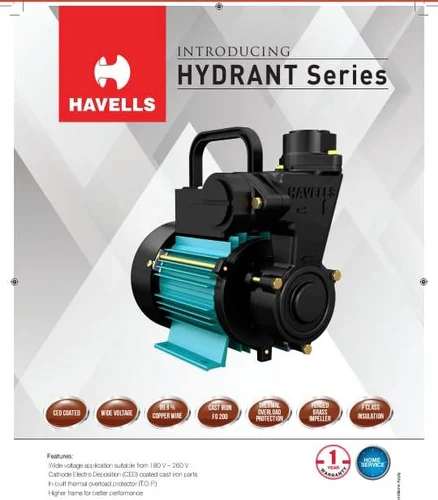 HAVELLS
INTRODUCING
HYDRANT Series
HAVELLS
CED COATED
WIDE VOLTAGE
99.9 %
COPPER WIRE
CAST IRON
FG 200
THERMAL
OVERLOAD
PROTECTION
FORGED
BRASS
IMPELLER
F CLASS
INSULATION
Features:
Wide voltage application suitable from 180 V – 260 V
Cathode Electro Deposition (CED) coated cast iron parts
In-built thermal overload protector (T.O.P.)
Higher frame for better performance
1
YEAR
WARRANTY
HOME
SERVICE